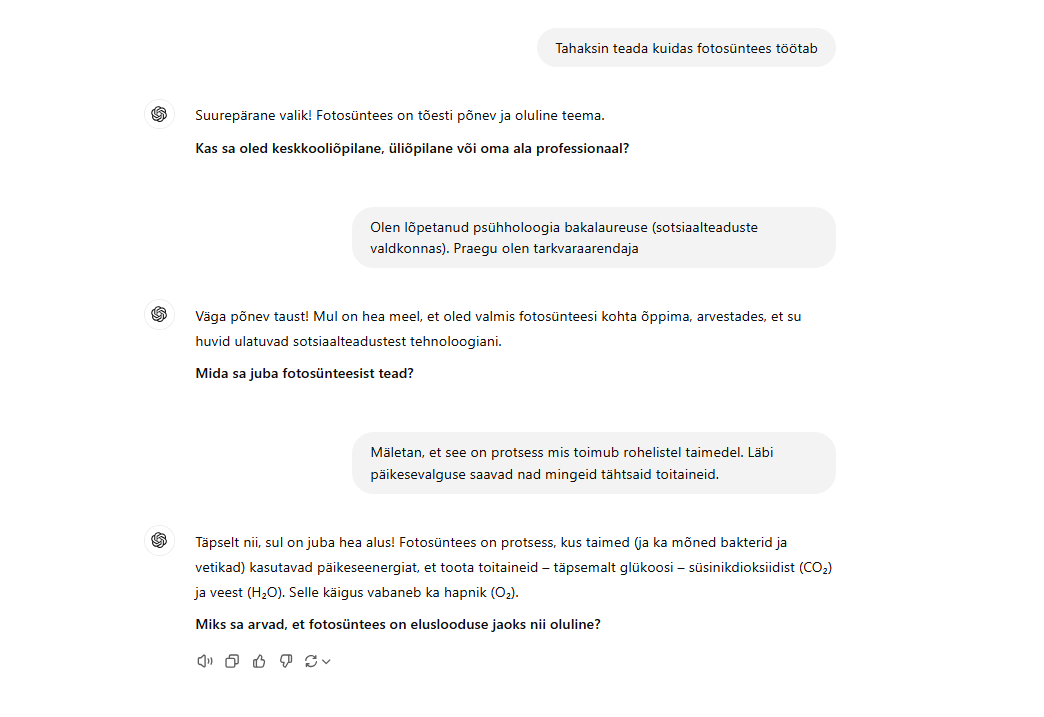 Tahaksin teada kuidas fotosüntees töötab
Suurepärane valik! Fotosüntees on tõesti põnev ja oluline teema.
Kas sa oled keskkooliõpilane, üliõpilane või oma ala professionaal?
Olen lõpetanud psühholoogia bakalaureuse (sotsiaalteaduste
valdkonnas). Praegu olen tarkvaraarendaja
Väga põnev taust! Mul on hea meel, et oled valmis fotosünteesi kohta õppima, arvestades, et su
huvid ulatuvad sotsiaalteadustest tehnoloogiani.
Mida sa juba fotosünteesist tead?
Mäletan, et see on protsess mis toimub rohelistel taimedel. Läbi
päikesevalguse saavad nad mingeid tähtsaid toitaineid.
Täpselt nii, sul on juba hea alus! Fotosüntees on protsess, kus taimed (ja ka mõned bakterid ja
vetikad) kasutavad päikeseenergiat, et toota toitaineid – täpsemalt glükoosi – süsinikdioksiidist (CO₂)
ja veest (H₂O). Selle käigus vabaneb ka hapnik (O₂).
Miks sa arvad, et fotosüntees on eluslooduse jaoks nii oluline?